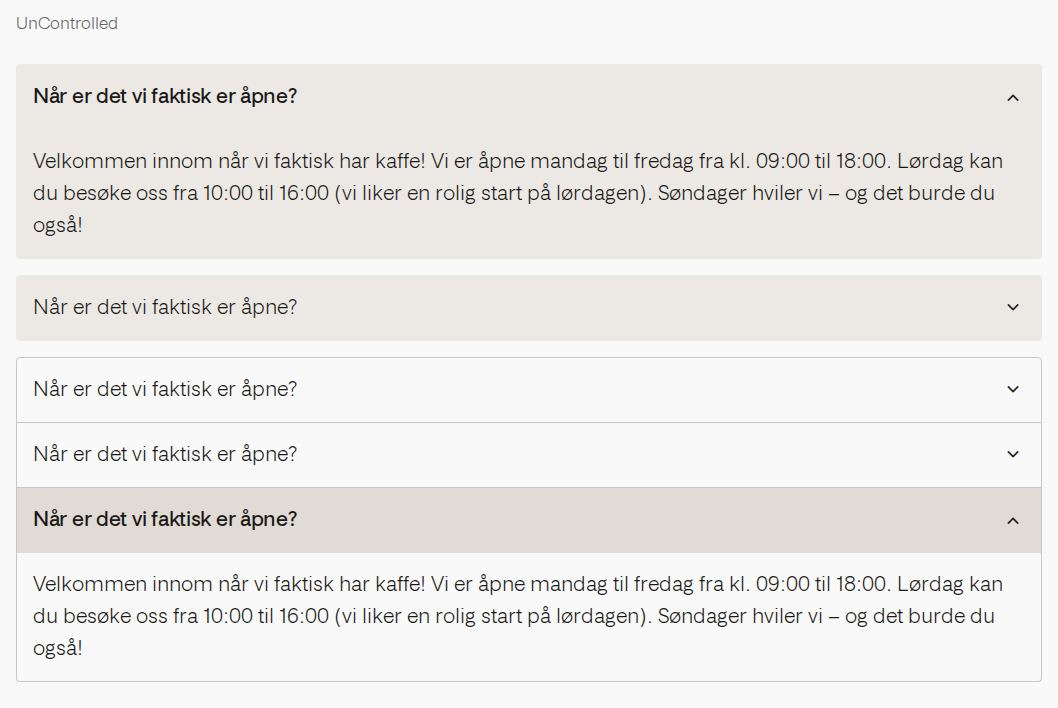 UnControlled
Når er det vi faktisk er åpne?
Velkommen innom når vi faktisk har kaffe! Vi er åpne mandag til fredag fra kl. 09:00 til 18:00. Lørdag kan
du besøke oss fra 10:00 til 16:00 (vi liker en rolig start på lørdagen). Søndager hviler vi – og det burde du
også!
Når er det vi faktisk er åpne?
Når er det vi faktisk er åpne?
Når er det vi faktisk er åpne?
Når er det vi faktisk er åpne?
Velkommen innom når vi faktisk har kaffe! Vi er åpne mandag til fredag fra kl. 09:00 til 18:00. Lørdag kan
du besøke oss fra 10:00 til 16:00 (vi liker en rolig start på lørdagen). Søndager hviler vi – og det burde du
også!